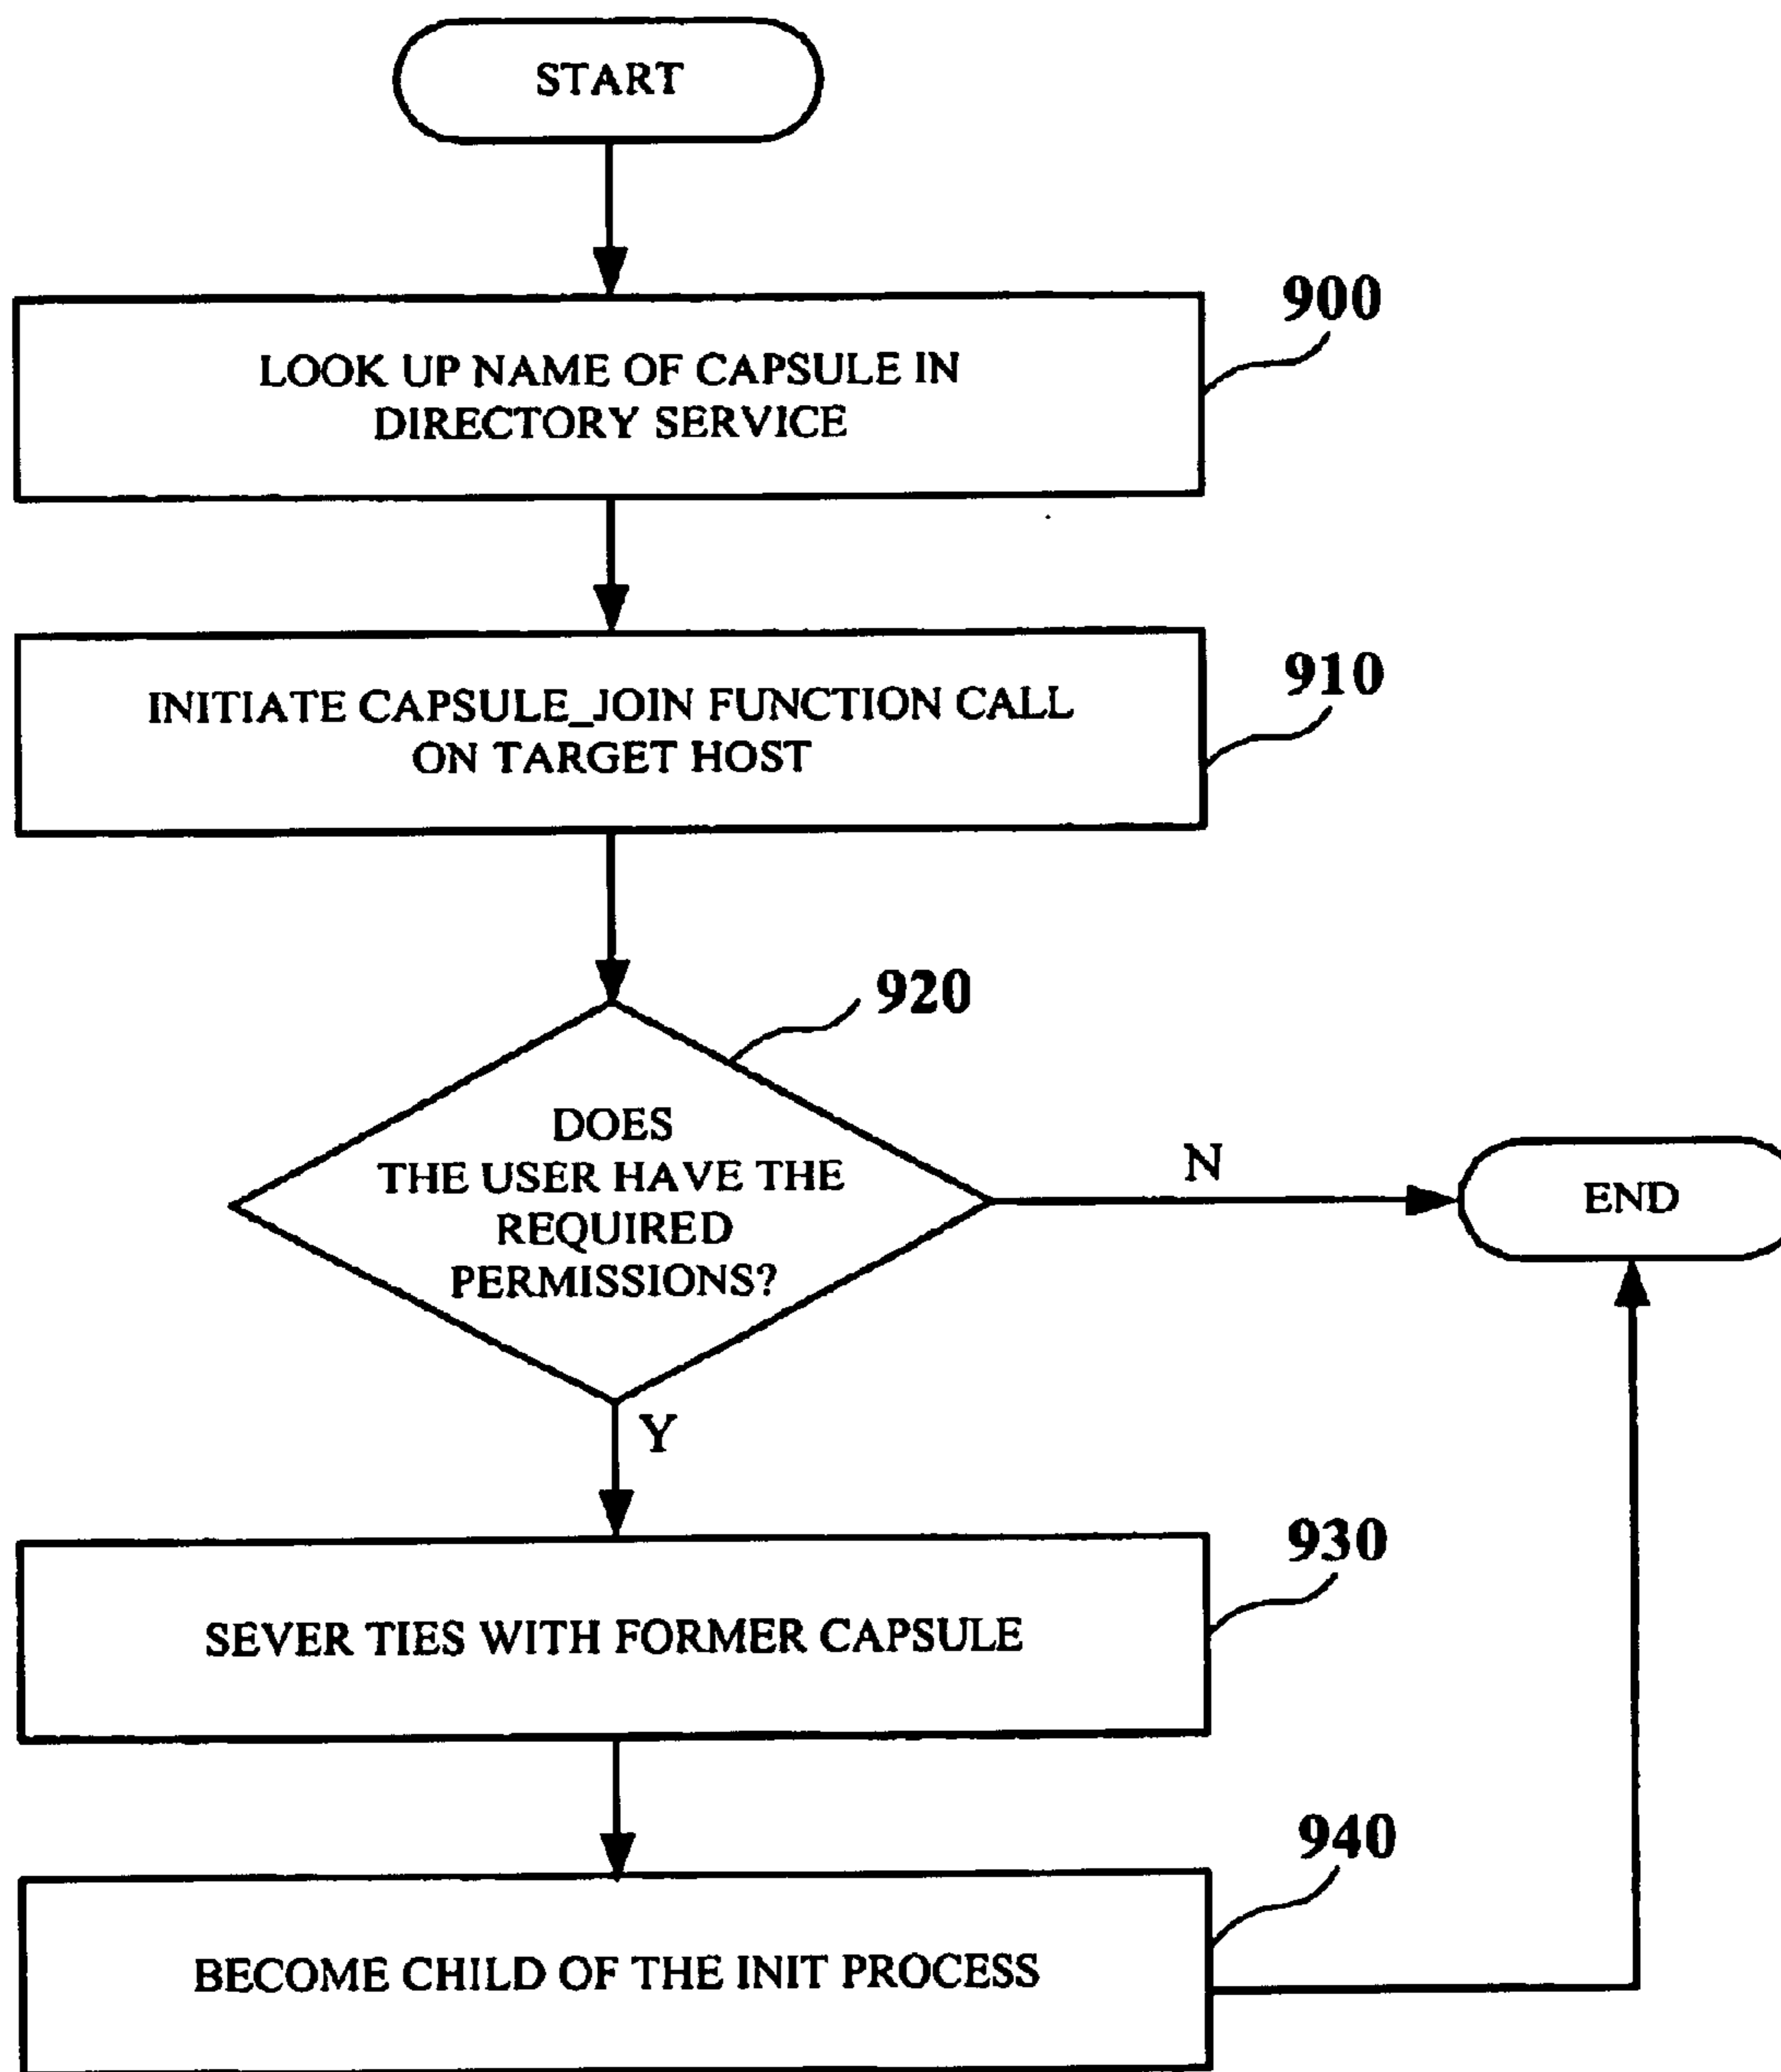 START
900
LOOK UP NAME OF CAPSULE IN
DIRECTORY SERVICE
910
INITIATE CAPSULE_JOIN FUNCTION CALL
ON TARGET HOST
920
DOES
THE USER HAVE THE
REQUIRED
PERMISSIONS?
N
END
Y
930
SEVER TIES WITH FORMER CAPSULE
940
BECOME CHILD OF THE INIT PROCESS